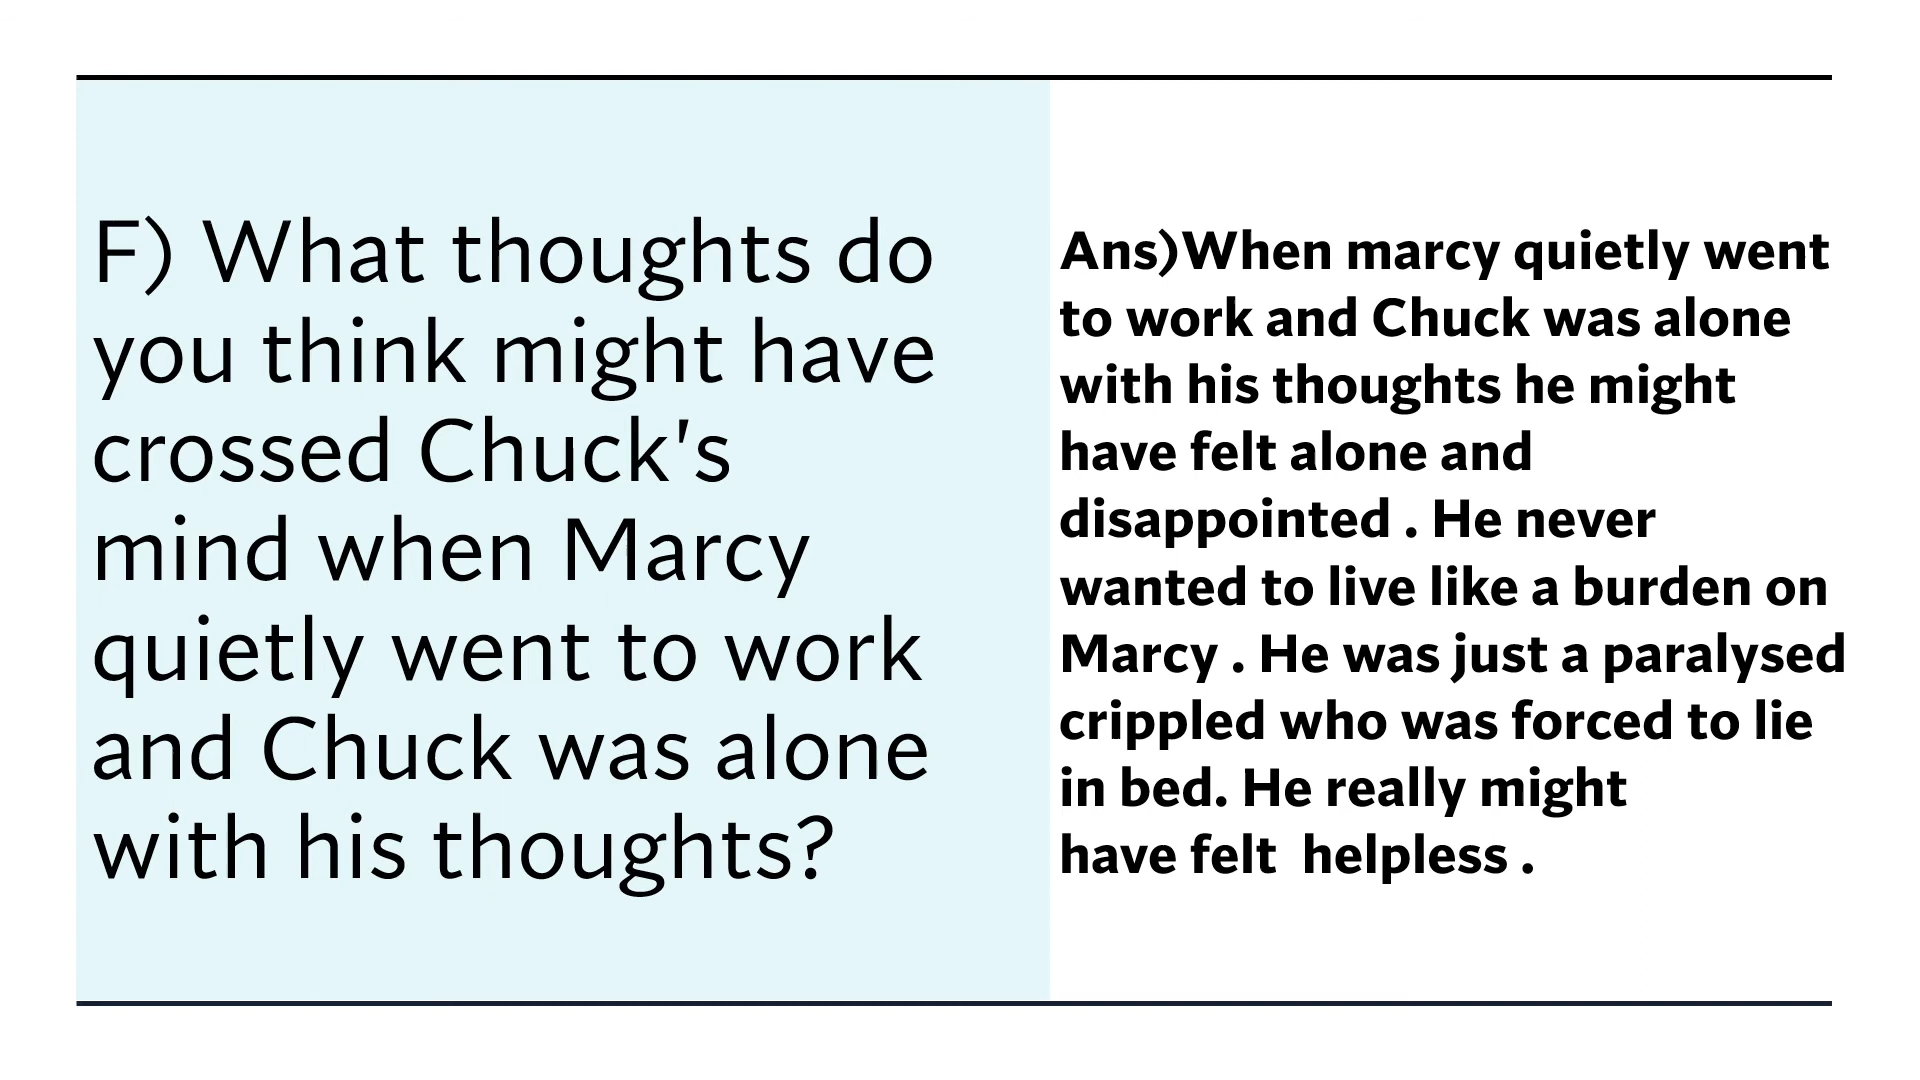 F) What thoughts do
you think might have
crossed Chuck's
mind when Marcy
quietly went to work
and Chuck was alone
with his thoughts?
Ans)When marcy quietly went
to work and Chuck was alone
with his thoughts he might
have felt alone and
disappointed . He never
wanted to live like a burden on
Marcy . He was just a paralysed
crippled who was forced to lie
in bed. He really might
have felt  helpless .